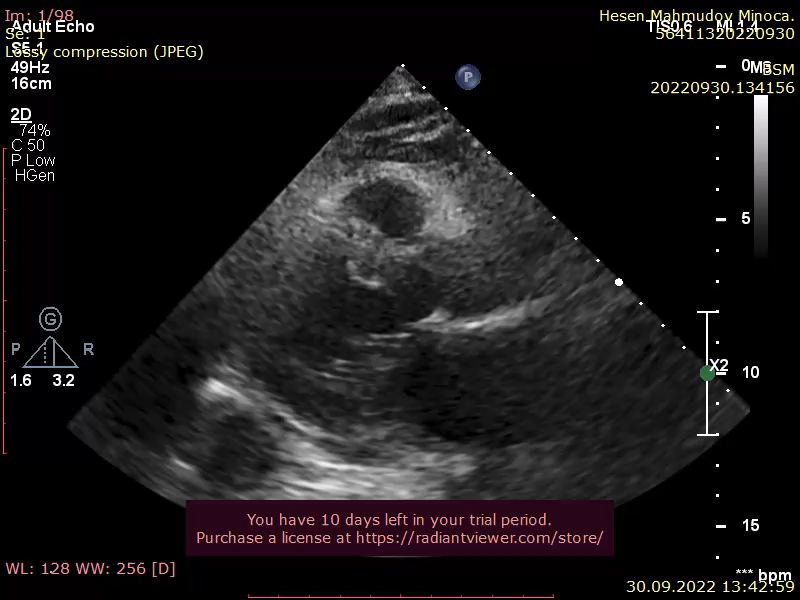 Im: 1/98
Adult Echo
Se: 1
S5-1
Lossy compression (JPEG)
49Hz
16cm
2D
74%
C 50
P Low
HGen
Hesen Mahmudov Minoca.
TIS0.6 MI 1.4
56411320220930
M3
BSM
20220930.134156
P
0
5
10
15
X2
G
P R
1.6 3.2
You have 10 days left in your trial period.
Purchase a license at https://radiantviewer.com/store/
WL: 128 WW: 256 [D]
*** bpm
30.09.2022 13:42:59